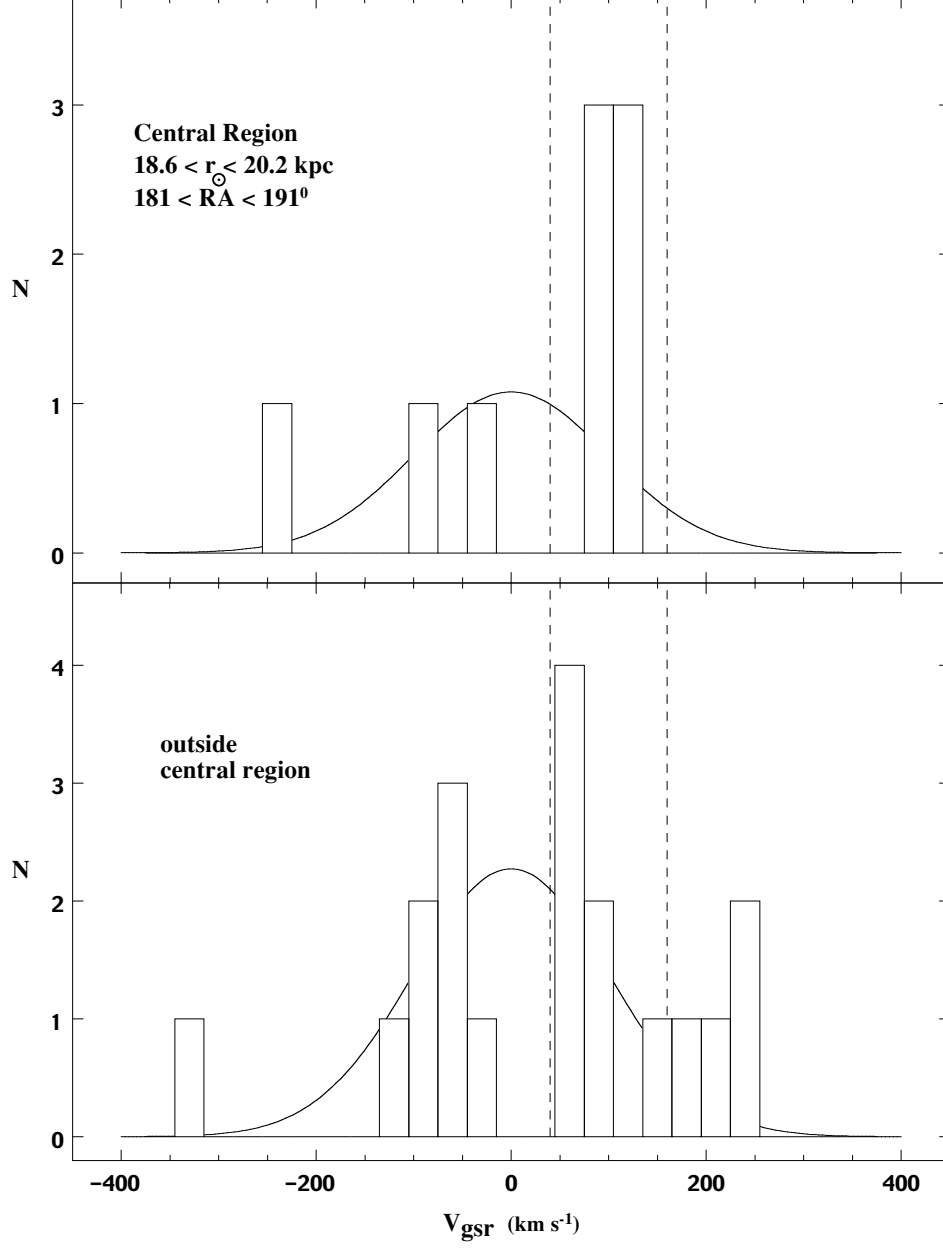 3
Central Region
18.6 < r☉ < 20.2 kpc
181 < RA < 191⁰
2
N
1
0
4
outside
central region
3
N
2
1
0
−400 −200 0 200 400
Vgsr (km s-1)